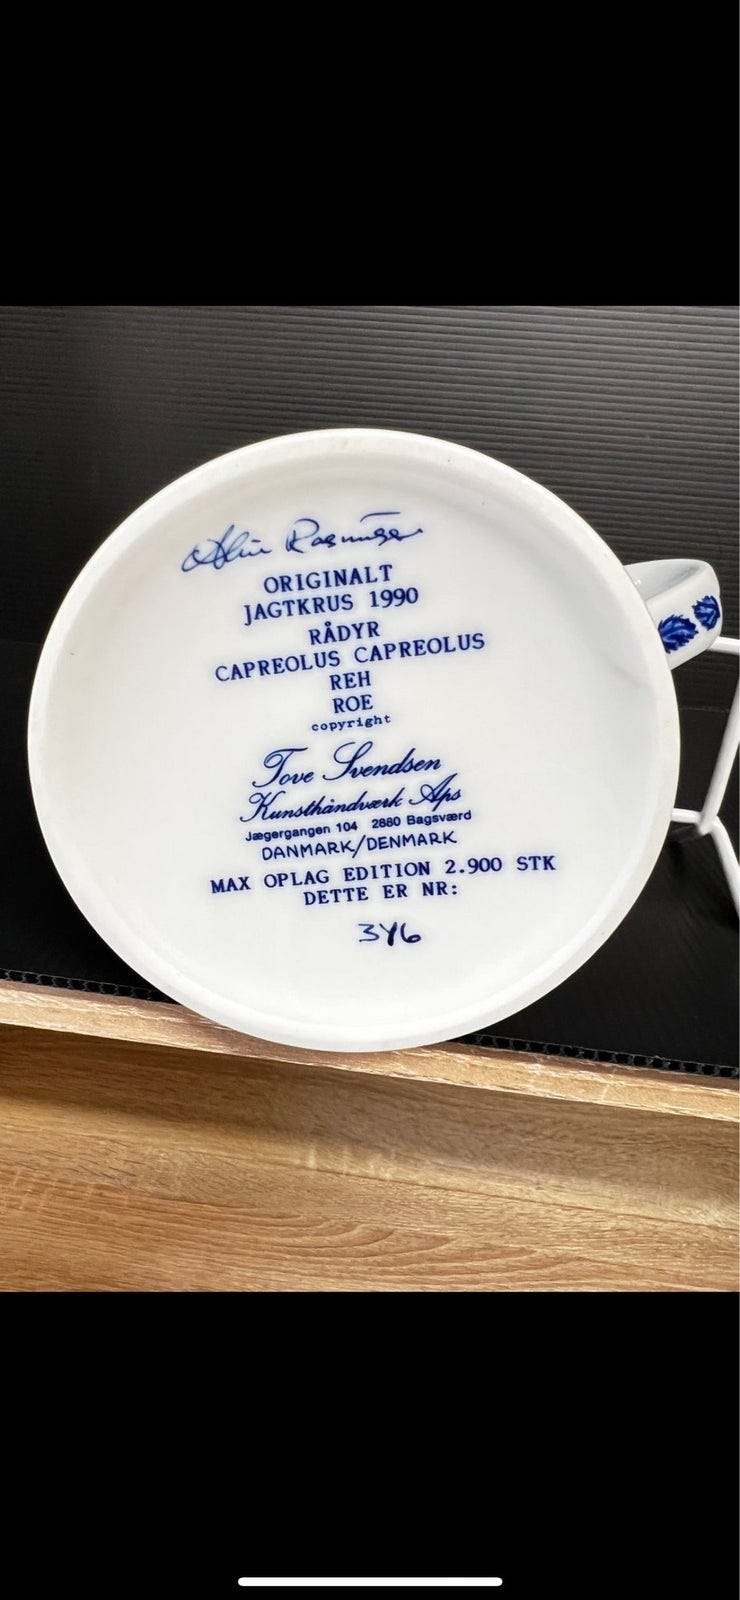 Rasmussen
ORIGINALT
JAGTKRUS 1990
RÅDYR
CAPREOLUS CAPREOLUS
REH
ROE
copyright
Tove Svendsen
Kunsthåndværk Aps
Jægergangen 104 2880 Bagsværd
DANMARK/DENMARK
MAX OPLAG EDITION 2.900 STK
DETTE ER NR:
346